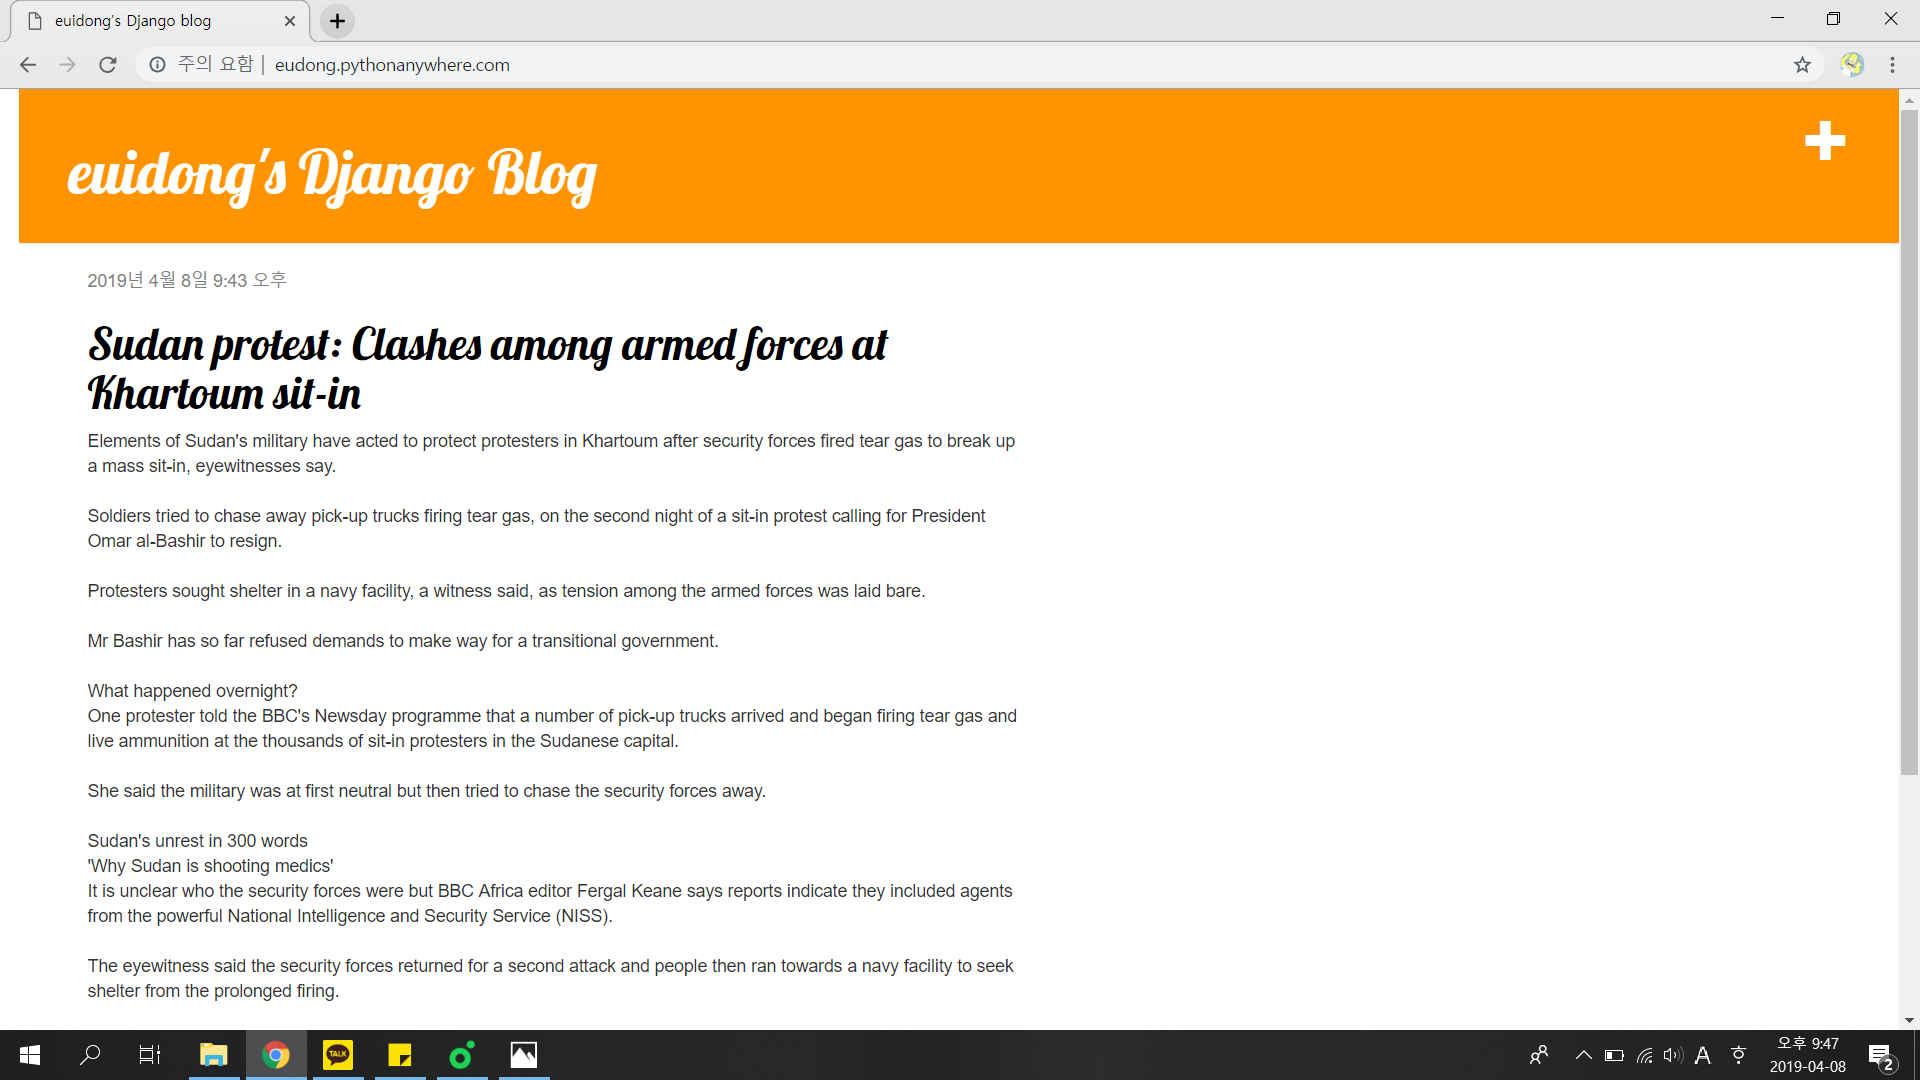 euidong's Django blog
주의 요함 | eudong.pythonanywhere.com
euidong's Django Blog
2019년 4월 8일 9:43 오후
Sudan protest: Clashes among armed forces at
Khartoum sit-in
Elements of Sudan's military have acted to protect protesters in Khartoum after security forces fired tear gas to break up
a mass sit-in, eyewitnesses say.
Soldiers tried to chase away pick-up trucks firing tear gas, on the second night of a sit-in protest calling for President
Omar al-Bashir to resign.
Protesters sought shelter in a navy facility, a witness said, as tension among the armed forces was laid bare.
Mr Bashir has so far refused demands to make way for a transitional government.
What happened overnight?
One protester told the BBC's Newsday programme that a number of pick-up trucks arrived and began firing tear gas and
live ammunition at the thousands of sit-in protesters in the Sudanese capital.
She said the military was at first neutral but then tried to chase the security forces away.
Sudan's unrest in 300 words
'Why Sudan is shooting medics'
It is unclear who the security forces were but BBC Africa editor Fergal Keane says reports indicate they included agents
from the powerful National Intelligence and Security Service (NISS).
The eyewitness said the security forces returned for a second attack and people then ran towards a navy facility to seek
shelter from the prolonged firing.
TALK
A
오후 9:47
2019-04-08
2